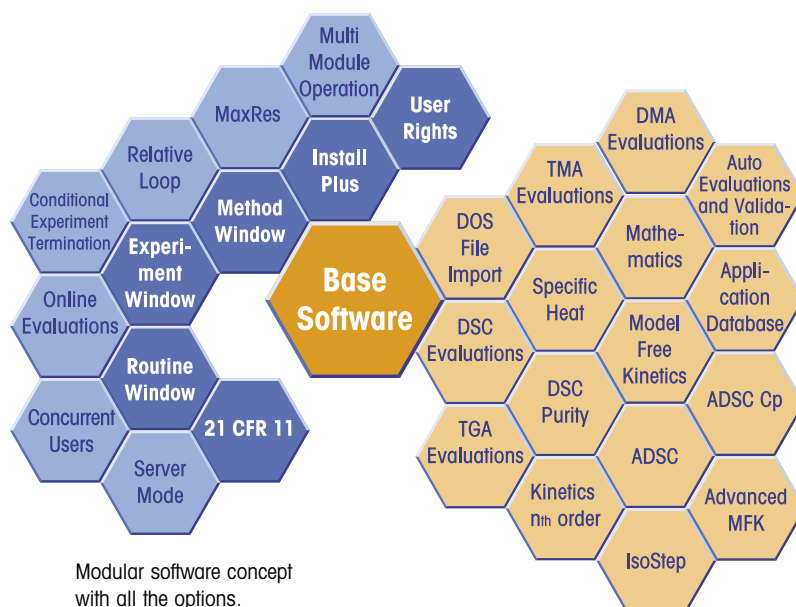 Multi
Module
Operation
MaxRes
User
Rights
Relative
Loop
Install
Plus
Conditional
Experiment
Termination
Method
Window
Experi-
ment
Window
Online
Evaluations
Routine
Window
Concurrent
Users
21 CFR 11
Server
Mode
Base
Software
DMA
Evaluations
TMA
Evaluations
Auto
Evaluations
and Valida-
tion
DOS
File
Import
Mathe-
matics
Specific
Heat
Appli-
cation
Database
DSC
Evaluations
Model
Free
Kinetics
DSC
Purity
ADSC Cp
TGA
Evaluations
ADSC
Kinetics
nth order
Advanced
MFK
IsoStep
Modular software concept
with all the options.